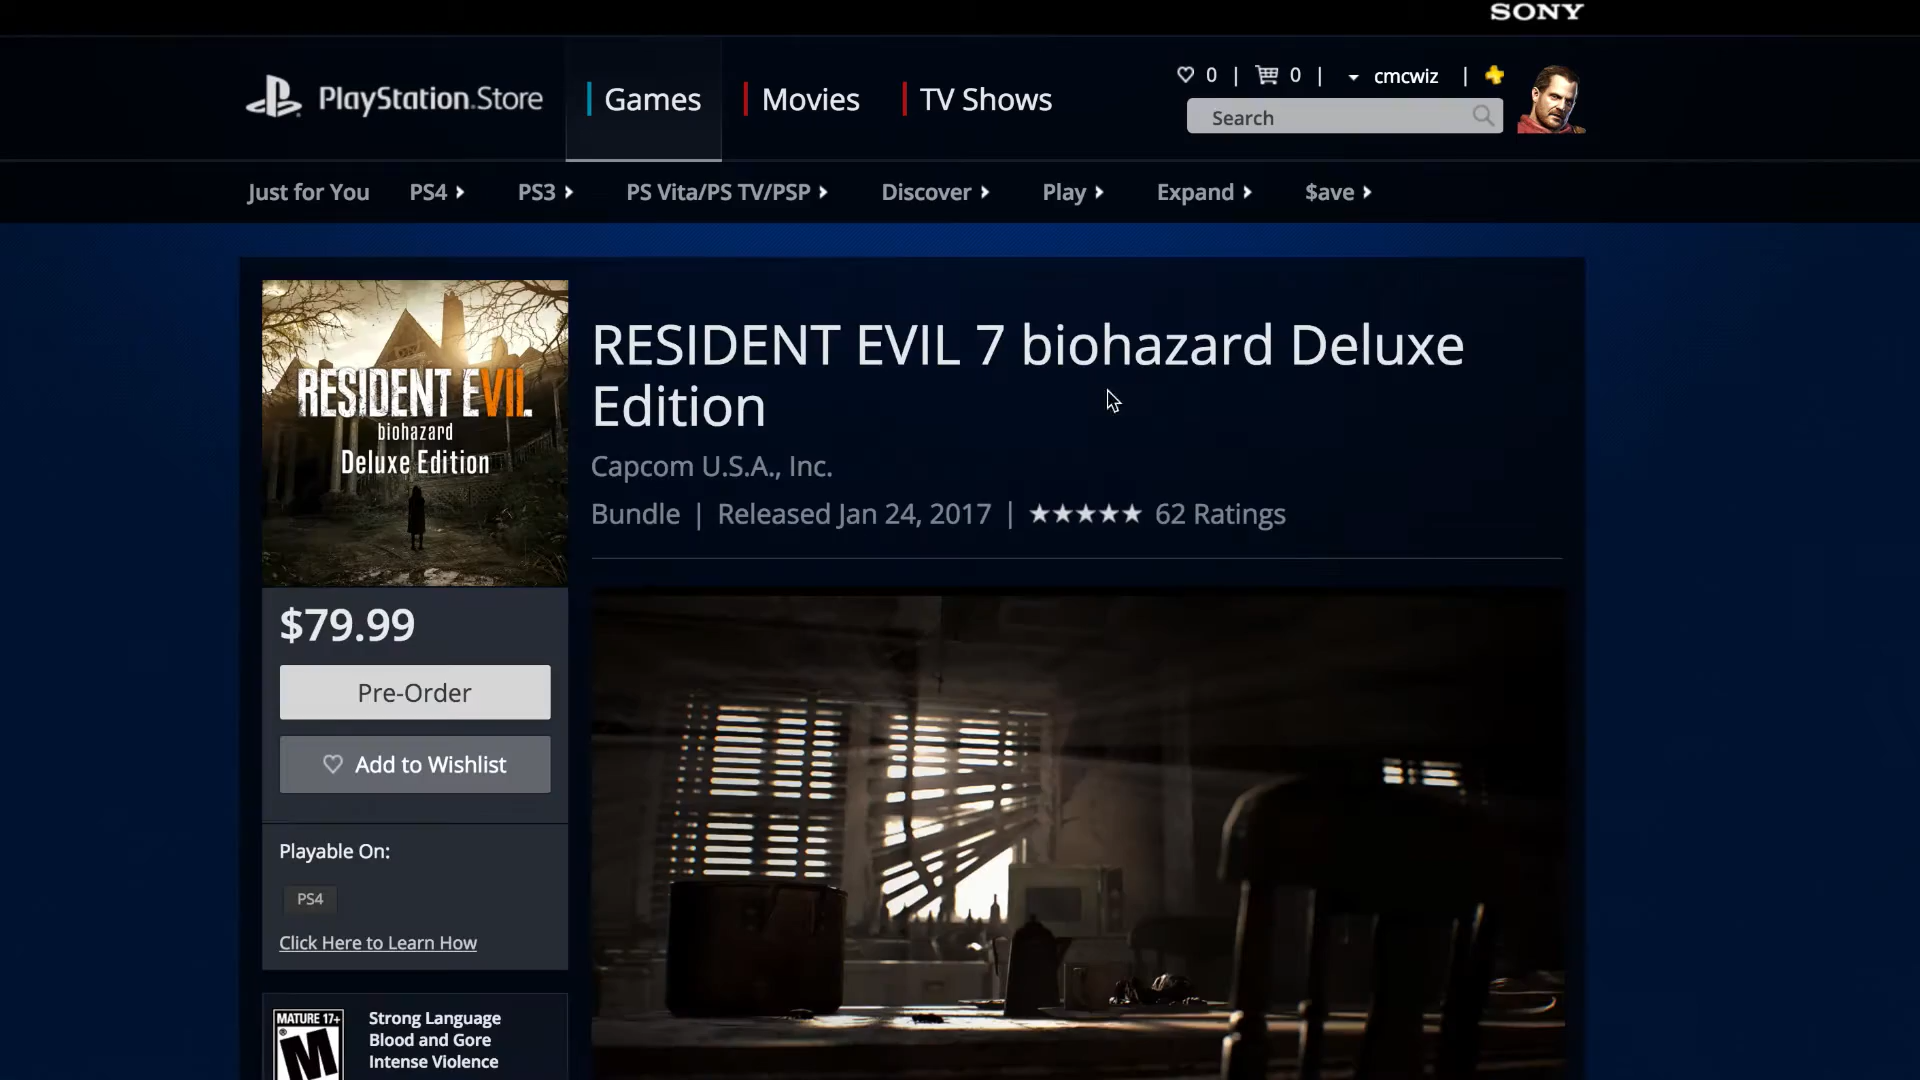 SONY
PlayStation.Store
Games
Movies
TV Shows
0 | 0 | cmcwiz |
Search
Just for You
PS4
PS3
PS Vita/PS TV/PSP
Discover
Play
Expand
$ave
RESIDENT EVIL
biohazard
Deluxe Edition
RESIDENT EVIL 7 biohazard Deluxe
Edition
Capcom U.S.A., Inc.
Bundle | Released Jan 24, 2017 | ★★★★★ 62 Ratings
$79.99
Pre-Order
Add to Wishlist
Playable On:
PS4
Click Here to Learn How
MATURE 17+
M
®
Strong Language
Blood and Gore
Intense Violence